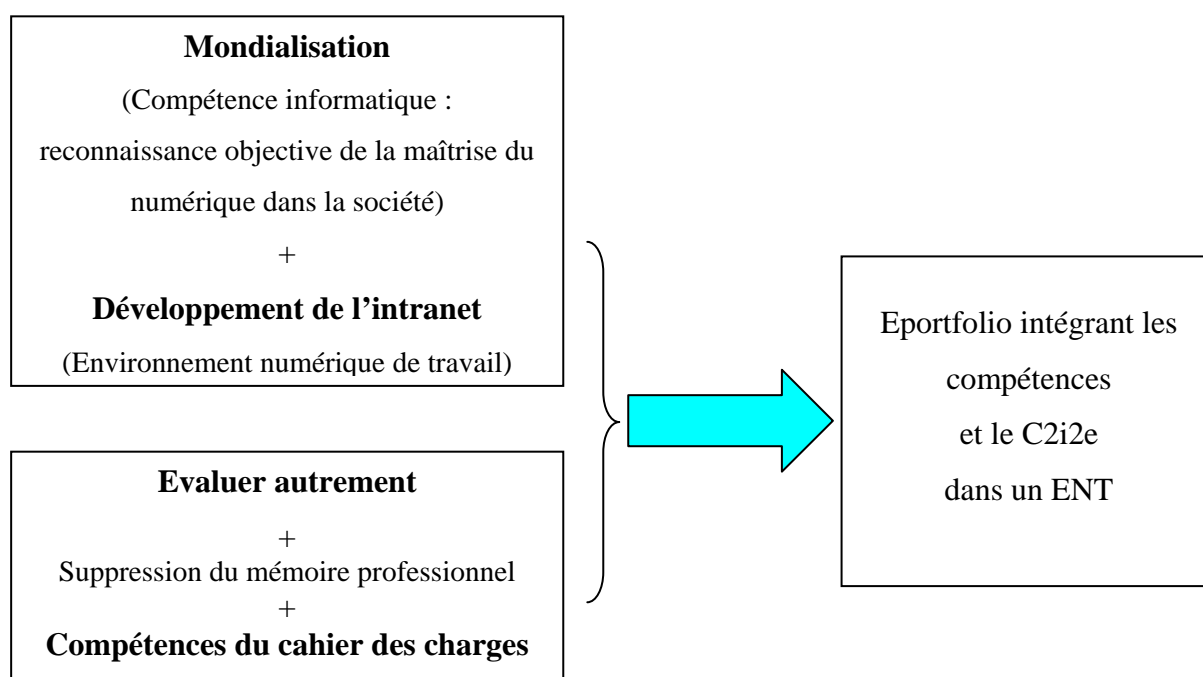 Mondialisation
(Compétence informatique :
reconnaissance objective de la maîtrise du
numérique dans la société)
+
Développement de l’intranet
(Environnement numérique de travail)
Evaluer autrement
+
Suppression du mémoire professionnel
+
Compétences du cahier des charges
Eportfolio intégrant les
compétences
et le C2i2e
dans un ENT